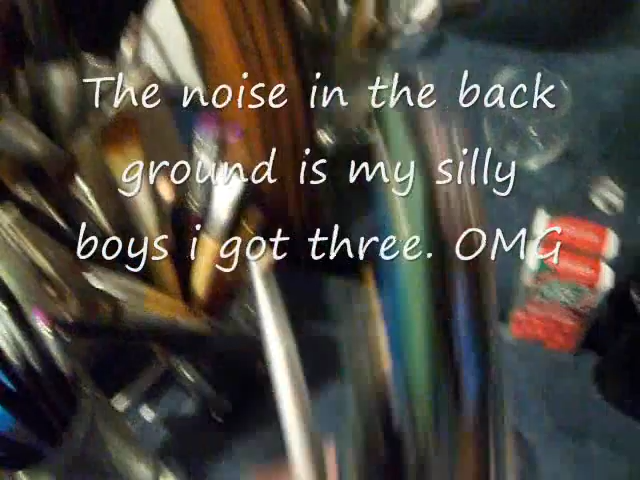 The noise in the back
ground is my silly
boys i got three. OMG